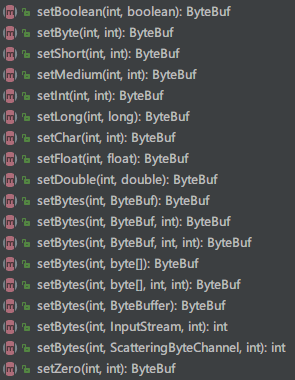 setBoolean(int, boolean): ByteBuf
setByte(int, int): ByteBuf
setShort(int, int): ByteBuf
setMedium(int, int): ByteBuf
setInt(int, int): ByteBuf
setLong(int, long): ByteBuf
setChar(int, int): ByteBuf
setFloat(int, float): ByteBuf
setDouble(int, double): ByteBuf
setBytes(int, ByteBuf): ByteBuf
setBytes(int, ByteBuf, int): ByteBuf
setBytes(int, ByteBuf, int, int): ByteBuf
setBytes(int, byte[]): ByteBuf
setBytes(int, byte[], int, int): ByteBuf
setBytes(int, ByteBuffer): ByteBuf
setBytes(int, InputStream, int): int
setBytes(int, ScatteringByteChannel, int): int
setZero(int, int): ByteBuf